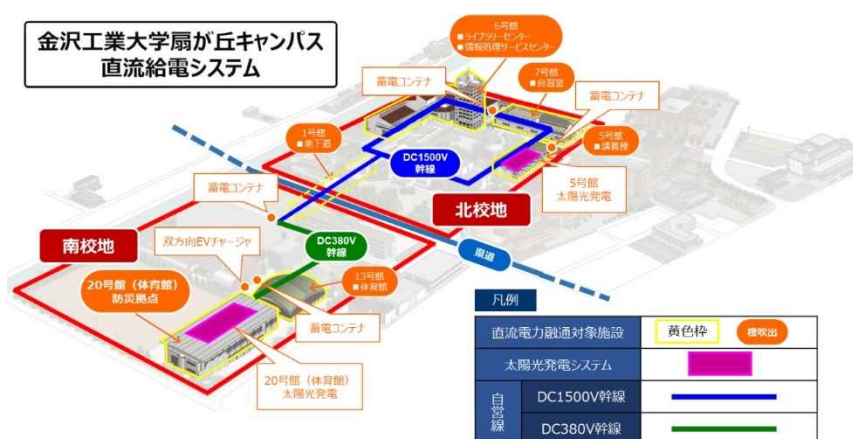 金沢工業大学扇が丘キャンパス
直流給電システム
6号館
■ライブラリーセンター
■情報処理サービスセンター
蓄電コンテナ
7号館
■自習室
蓄電コンテナ
1号館
■地下道
DC1500V
幹線
5号館
■講義棟
5号館
太陽光発電
蓄電コンテナ
北校地
南校地
双方向EVチャージャ
DC380V
幹線
県道
20号館（体育館）
防災拠点
13号館
■体育館
蓄電コンテナ
20号館（体育館）
太陽光発電
凡例
直流電力融通対象施設
黄色枠
橙吹出
太陽光発電システム
自営線
DC1500V幹線
DC380V幹線